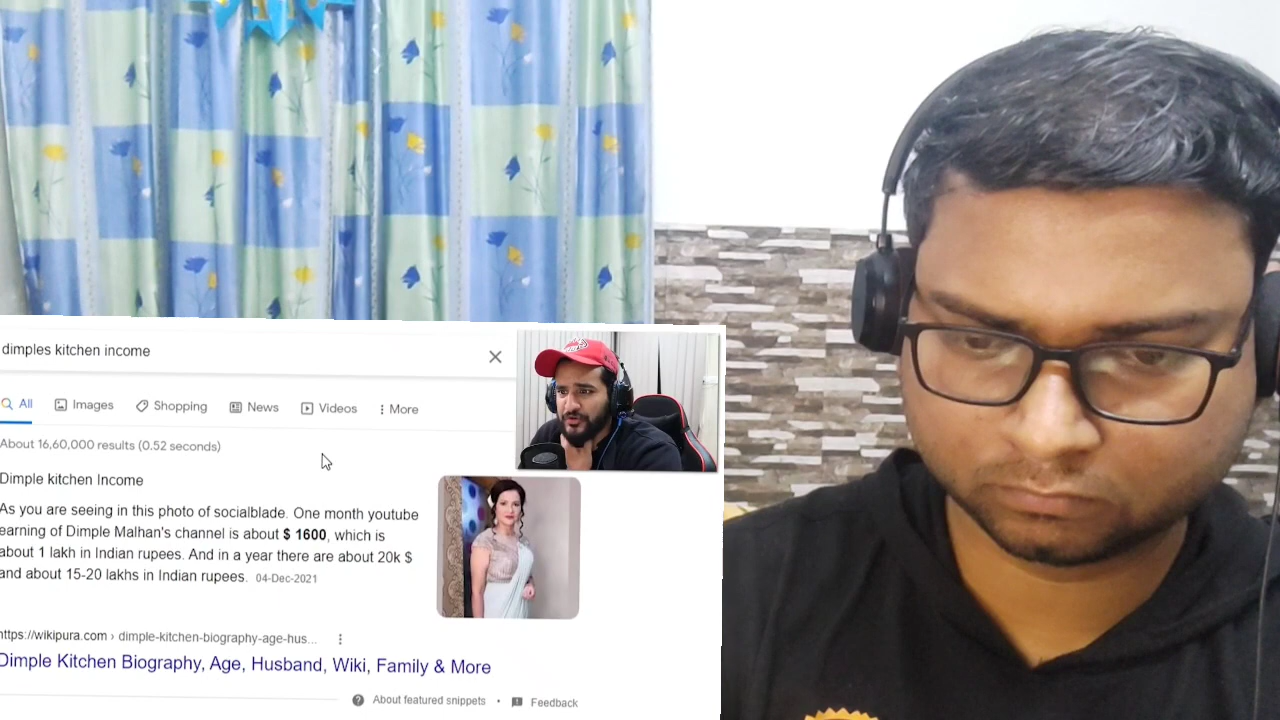 dimples kitchen income
All Images Shopping News Videos More
About 16,60,000 results (0.52 seconds)
Dimple kitchen Income
As you are seeing in this photo of socialblade. One month youtube
earning of Dimple Malhan's channel is about $ 1600, which is
about 1 lakh in Indian rupees. And in a year there are about 20k $
and about 15-20 lakhs in Indian rupees. 04-Dec-2021
https://wikipura.com › dimple-kitchen-biography-age-hus...
Dimple Kitchen Biography, Age, Husband, Wiki, Family & More
About featured snippets • Feedback